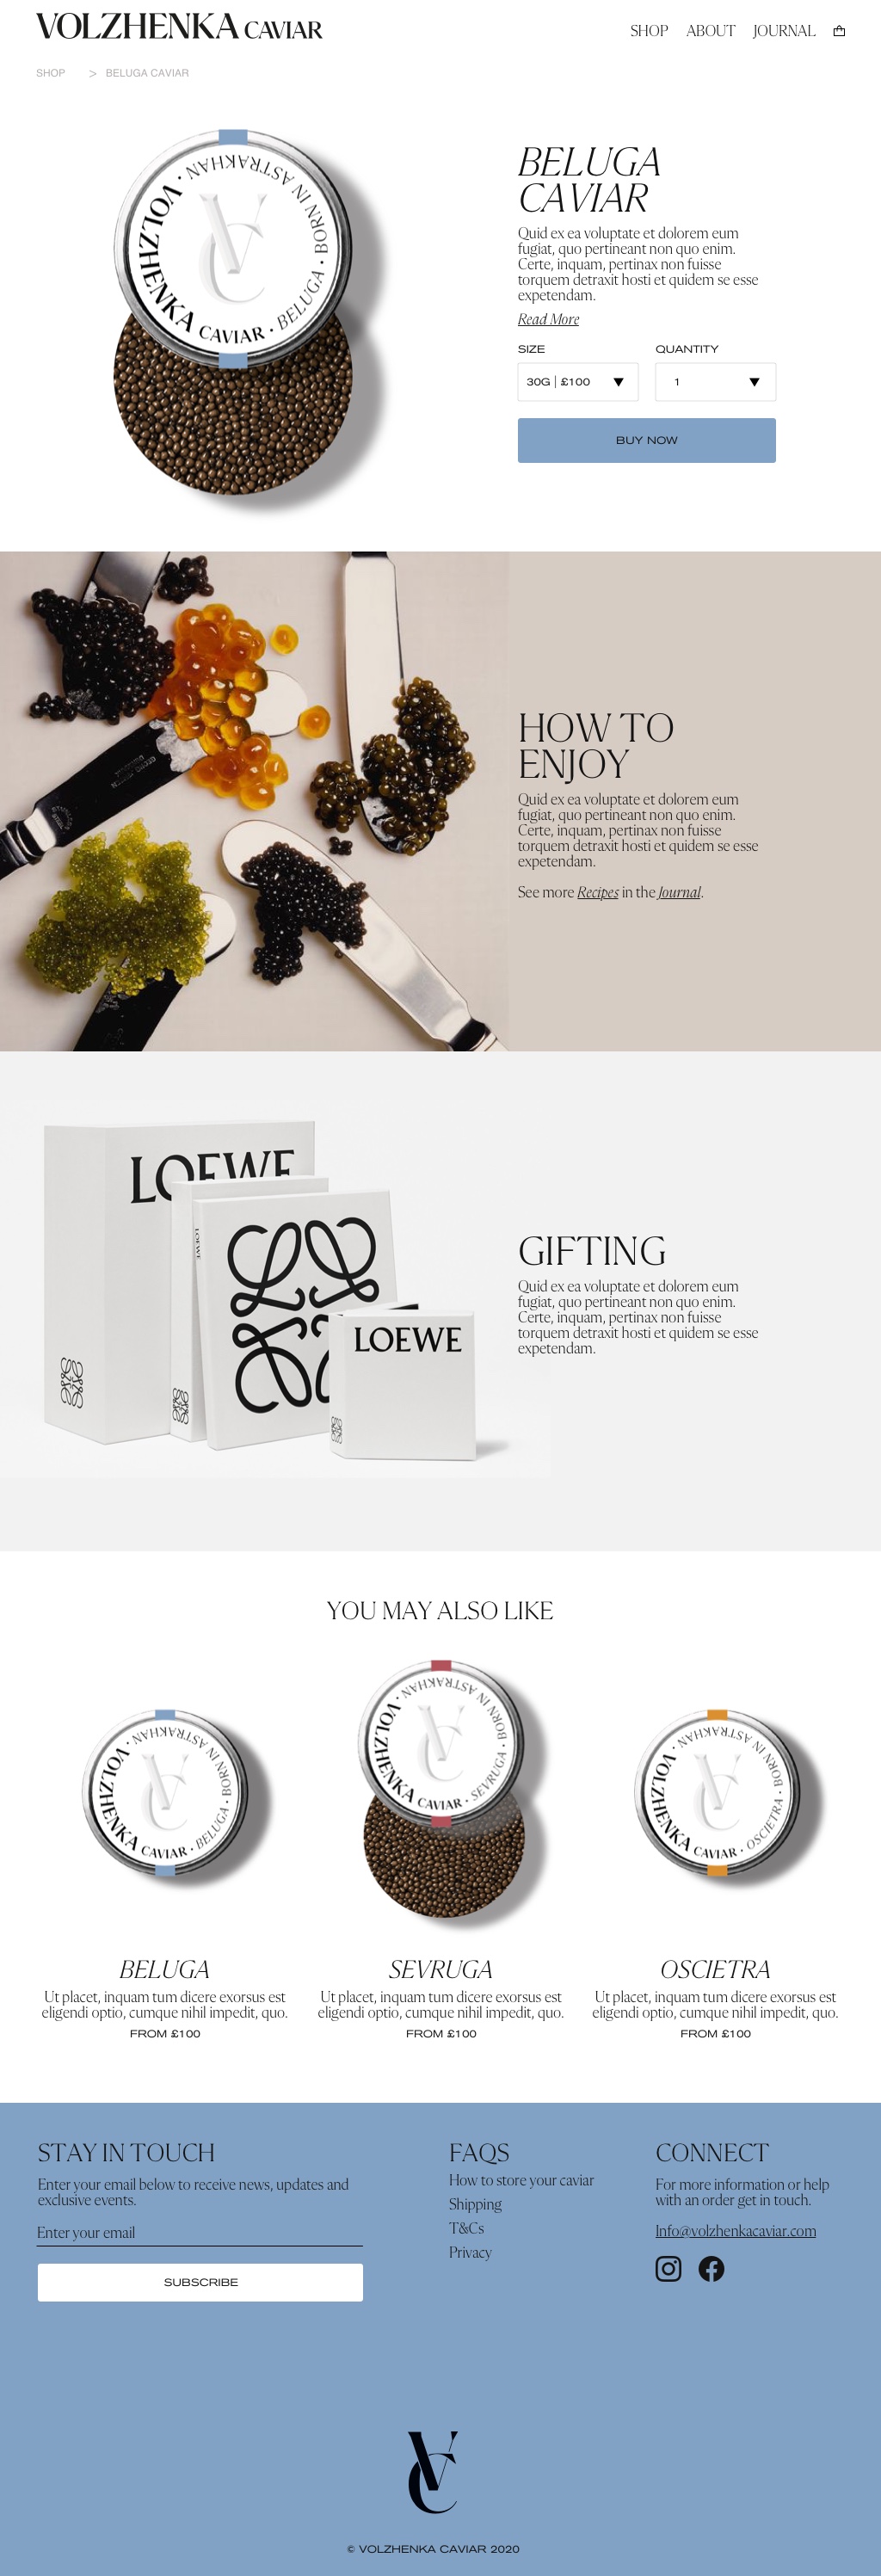 VOLZHENKA CAVIAR
SHOP ABOUT JOURNAL
SHOP > BELUGA CAVIAR
VOLZHENKA CAVIAR · BELUGA · BORN IN ASTRAKHAN ·
VC
BELUGA
CAVIAR
Quid ex ea voluptate et dolorem eum
fugiat, quo pertineant non quo enim.
Certe, inquam, pertinax non fuisse
torquem detraxit hosti et quidem se esse
expetendam.
Read More
SIZE QUANTITY
30G | £100 1
BUY NOW
HOW TO
ENJOY
Quid ex ea voluptate et dolorem eum
fugiat, quo pertineant non quo enim.
Certe, inquam, pertinax non fuisse
torquem detraxit hosti et quidem se esse
expetendam.
See more Recipes in the Journal.
LOEWE
LOEWE
LOEWE
GIFTING
Quid ex ea voluptate et dolorem eum
fugiat, quo pertineant non quo enim.
Certe, inquam, pertinax non fuisse
torquem detraxit hosti et quidem se esse
expetendam.
YOU MAY ALSO LIKE
VOLZHENKA CAVIAR · BELUGA · BORN IN ASTRAKHAN ·
VC
VOLZHENKA CAVIAR · SEVRUGA · BORN IN ASTRAKHAN ·
VC
VOLZHENKA CAVIAR · OSCIETRA · BORN IN ASTRAKHAN ·
VC
BELUGA
Ut placet, inquam tum dicere exorsus est
eligendi optio, cumque nihil impedit, quo.
FROM £100
SEVRUGA
Ut placet, inquam tum dicere exorsus est
eligendi optio, cumque nihil impedit, quo.
FROM £100
OSCIETRA
Ut placet, inquam tum dicere exorsus est
eligendi optio, cumque nihil impedit, quo.
FROM £100
STAY IN TOUCH
Enter your email below to receive news, updates and
exclusive events.
Enter your email
SUBSCRIBE
FAQS
How to store your caviar
Shipping
T&Cs
Privacy
CONNECT
For more information or help
with an order get in touch.
Info@volzhenkacaviar.com
VC
© VOLZHENKA CAVIAR 2020